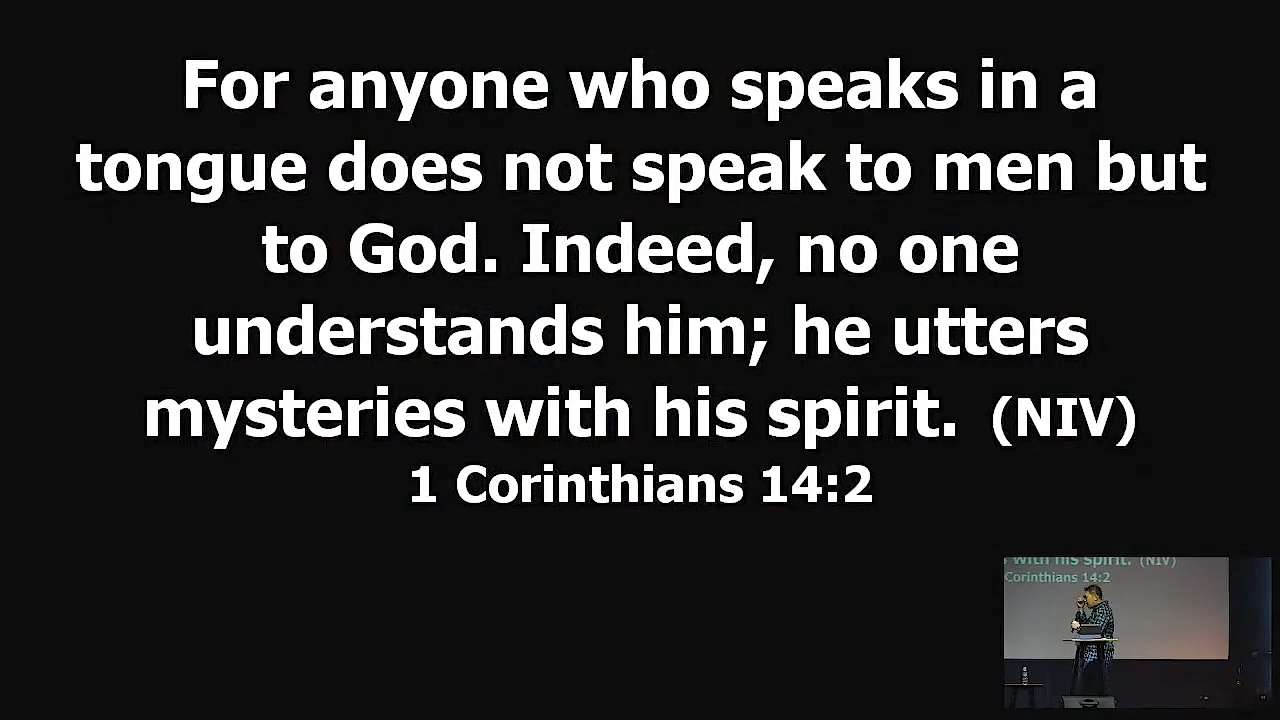 For anyone who speaks in a
tongue does not speak to men but
to God. Indeed, no one
understands him; he utters
mysteries with his spirit. (NIV)
1 Corinthians 14:2
with his spirit. (NIV)
Corinthians 14:2